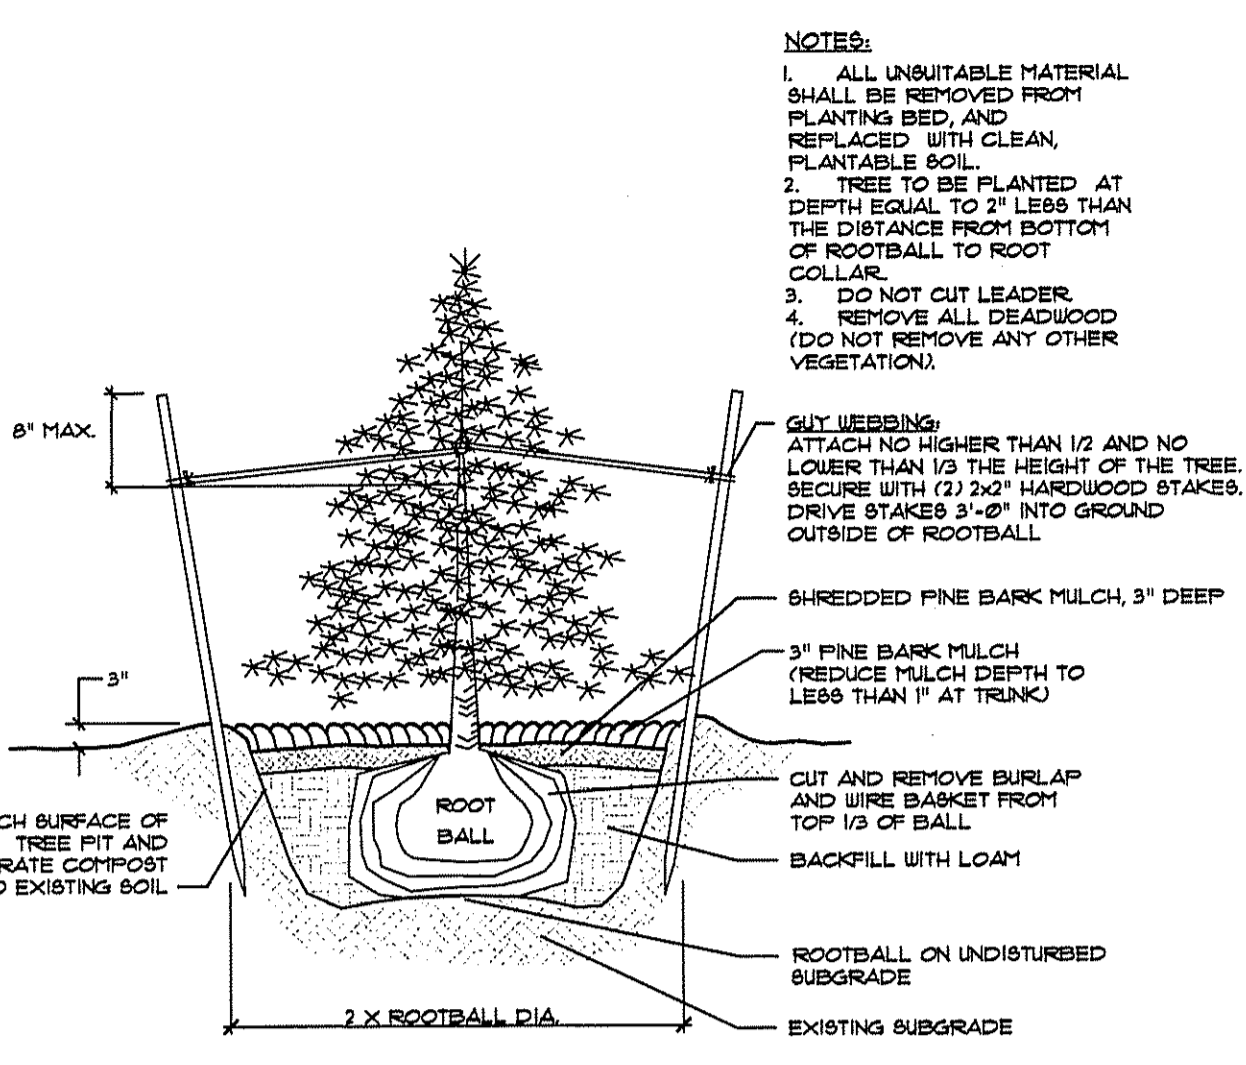 NOTES:
1. ALL UNSUITABLE MATERIAL
SHALL BE REMOVED FROM
PLANTING BED, AND
REPLACED WITH CLEAN,
PLANTABLE SOIL.
2. TREE TO BE PLANTED AT
DEPTH EQUAL TO 2" LESS THAN
THE DISTANCE FROM BOTTOM
OF ROOTBALL TO ROOT
COLLAR.
3. DO NOT CUT LEADER.
4. REMOVE ALL DEADWOOD
(DO NOT REMOVE ANY OTHER
VEGETATION).
8" MAX.
GUY WEBBING:
ATTACH NO HIGHER THAN 1/2 AND NO
LOWER THAN 1/3 THE HEIGHT OF THE TREE.
SECURE WITH (2) 2x2" HARDWOOD STAKES.
DRIVE STAKES 3'-0" INTO GROUND
OUTSIDE OF ROOTBALL
SHREDDED PINE BARK MULCH, 3" DEEP
3" PINE BARK MULCH
(REDUCE MULCH DEPTH TO
LESS THAN 1" AT TRUNK)
3"
CUT AND REMOVE BURLAP
AND WIRE BASKET FROM
TOP 1/3 OF BALL
ROOT
BALL
BACKFILL WITH LOAM
SURFACE OF
TREE PIT AND
COMPOST
EXISTING SOIL
ROOTBALL ON UNDISTURBED
SUBGRADE
2 X ROOTBALL DIA.
EXISTING SUBGRADE